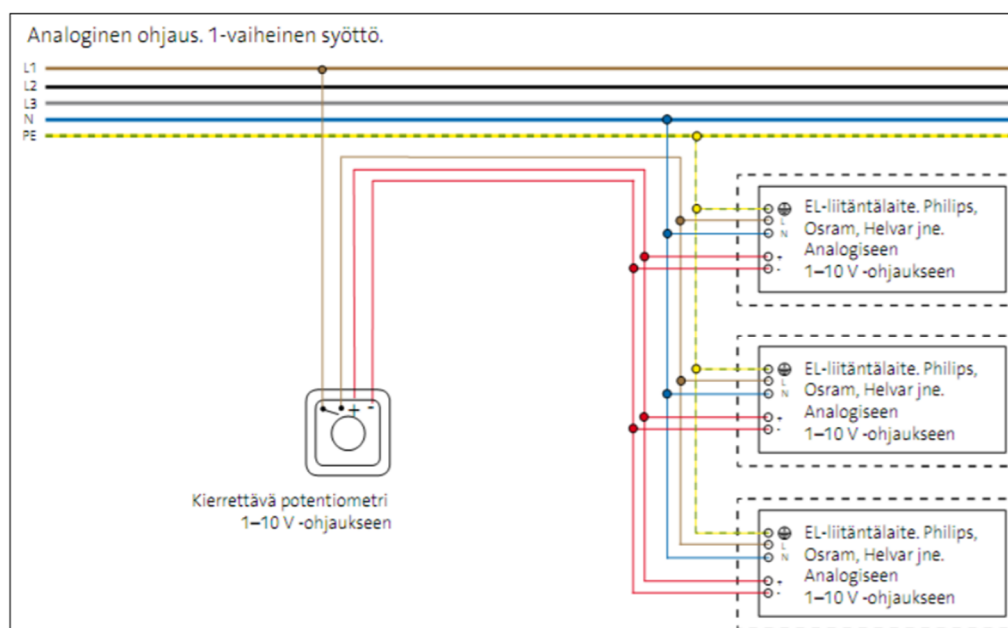 Analoginen ohjaus. 1-vaiheinen syöttö.
L1
L2
L3
N
PE
EL-liitäntälaite. Philips,
L
Osram, Helvar jne.
N
Analogiseen
+
1–10 V -ohjaukseen
-
EL-liitäntälaite. Philips,
L
Osram, Helvar jne.
N
Analogiseen
+
1–10 V -ohjaukseen
-
+ -
Kierrettävä potentiometri
1–10 V -ohjaukseen
EL-liitäntälaite. Philips,
L
Osram, Helvar jne.
N
Analogiseen
+
1–10 V -ohjaukseen
-